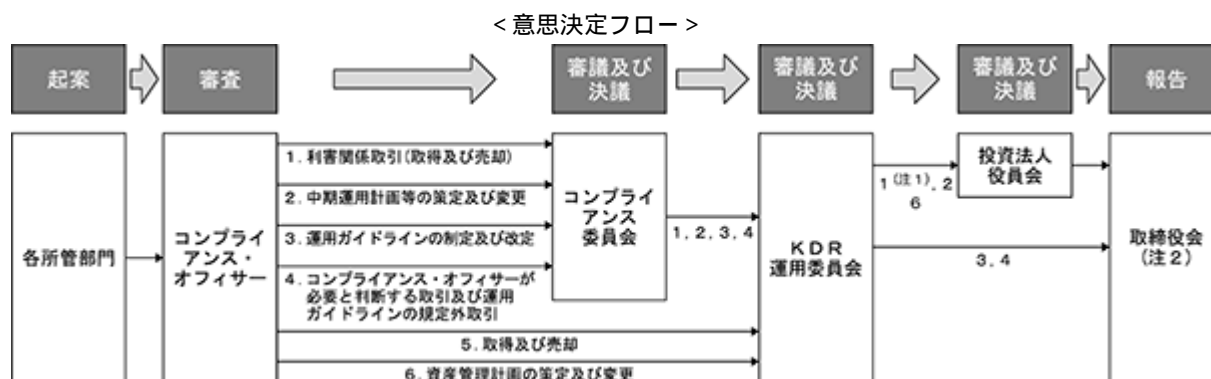 <意思決定フロー>
起案
審査
審議及び
決議
審議及び
決議
審議及び
決議
報告
各所管部門
コンプライ
アンス・
オフィサー
1.利害関係取引(取得及び売却)
2.中期運用計画等の策定及び変更
3.運用ガイドラインの制定及び改定
4.コンプライアンス・オフィサーが
必要と判断する取引及び運用
ガイドラインの規定外取引
5.取得及び売却
6.資産管理計画の策定及び変更
コンプライ
アンス
委員会
1,2,3,4
KDR
運用委員会
1(注1),2
6
3,4
投資法人
役員会
取締役会
(注2)